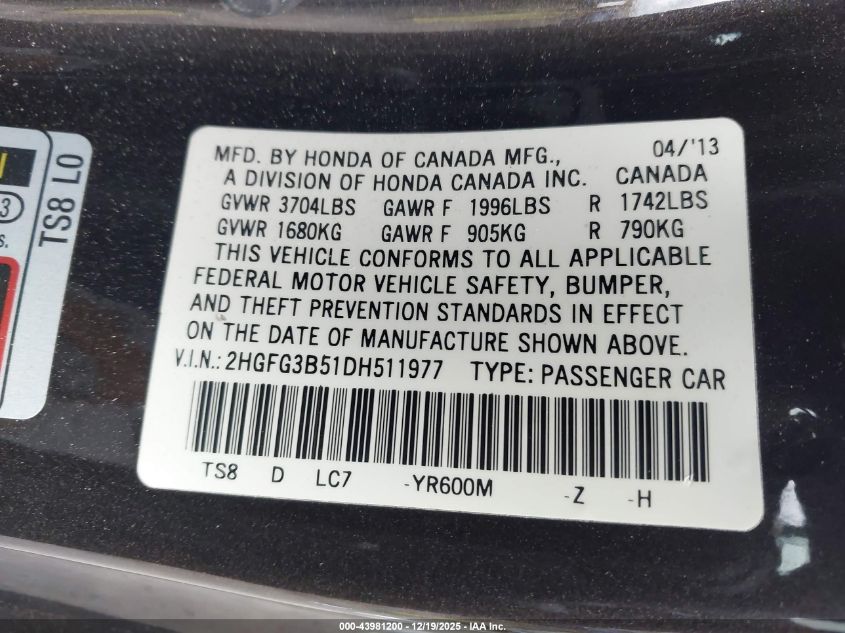 MFD. BY HONDA OF CANADA MFG., 04/'13
A DIVISION OF HONDA CANADA INC. CANADA
GVWR 3704LBS GAWR F 1996LBS R 1742LBS
GVWR 1680KG GAWR F 905KG R 790KG
THIS VEHICLE CONFORMS TO ALL APPLICABLE
FEDERAL MOTOR VEHICLE SAFETY, BUMPER,
AND THEFT PREVENTION STANDARDS IN EFFECT
ON THE DATE OF MANUFACTURE SHOWN ABOVE.
V.I.N.: 2HGFG3B51DH511977 TYPE: PASSENGER CAR
TS8 D LC7 -YR600M -Z -H
TS8 LO
3
s.
000-43981200 - 12/19/2025 - IAA Inc.